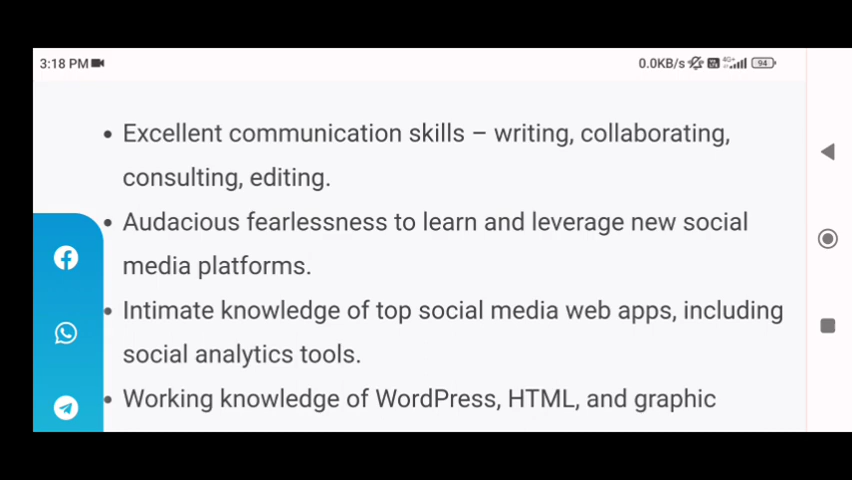 3:18 PM
0.0KB/s 4G+ 94
• Excellent communication skills – writing, collaborating,
consulting, editing.
• Audacious fearlessness to learn and leverage new social
media platforms.
• Intimate knowledge of top social media web apps, including
social analytics tools.
• Working knowledge of WordPress, HTML, and graphic